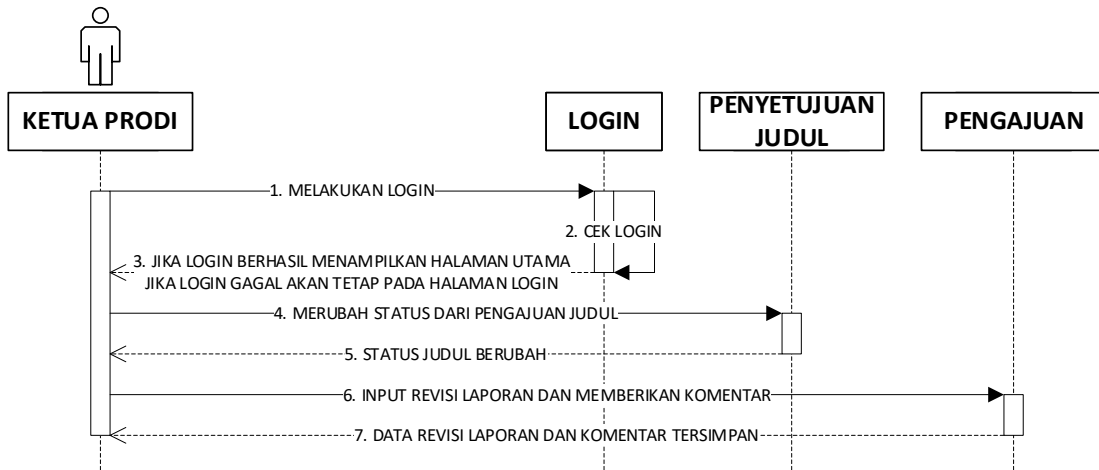 KETUA PRODI
LOGIN
PENYETUJUAN
JUDUL
PENGAJUAN
1. MELAKUKAN LOGIN
2. CEK LOGIN
3. JIKA LOGIN BERHASIL MENAMPILKAN HALAMAN UTAMA
JIKA LOGIN GAGAL AKAN TETAP PADA HALAMAN LOGIN
4. MERUBAH STATUS DARI PENGAJUAN JUDUL
5. STATUS JUDUL BERUBAH
6. INPUT REVISI LAPORAN DAN MEMBERIKAN KOMENTAR
7. DATA REVISI LAPORAN DAN KOMENTAR TERSIMPAN